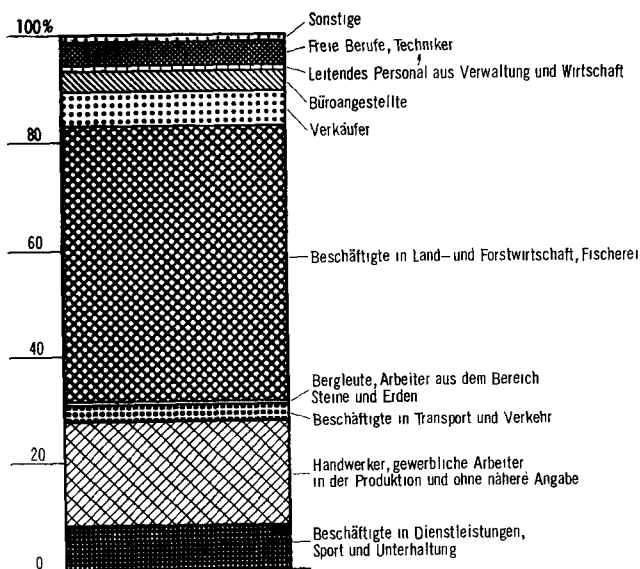 100%
Sonstige
Freie Berufe, Techniker
Leitendes Personal aus Verwaltung und Wirtschaft
Büroangestellte
Verkäufer
80
60
Beschäftigte in Land- und Forstwirtschaft, Fischerei
40
Bergleute, Arbeiter aus dem Bereich
Steine und Erden
Beschäftigte in Transport und Verkehr
20
Handwerker, gewerbliche Arbeiter
in der Produktion und ohne nähere Angabe
Beschäftigte in Dienstleistungen,
Sport und Unterhaltung
0